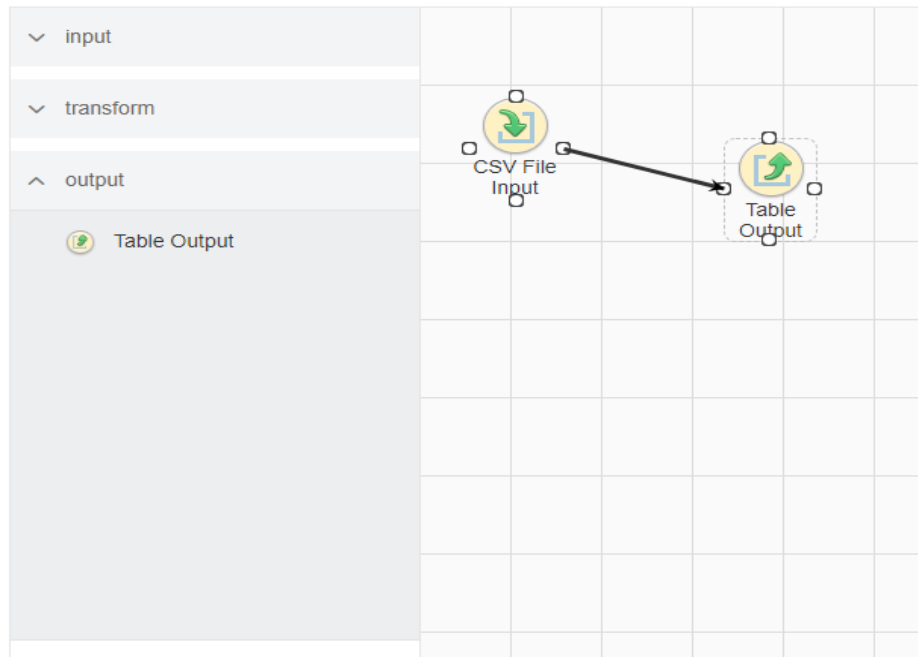 input
transform
output
Table Output
CSV File
Input
Table
Output